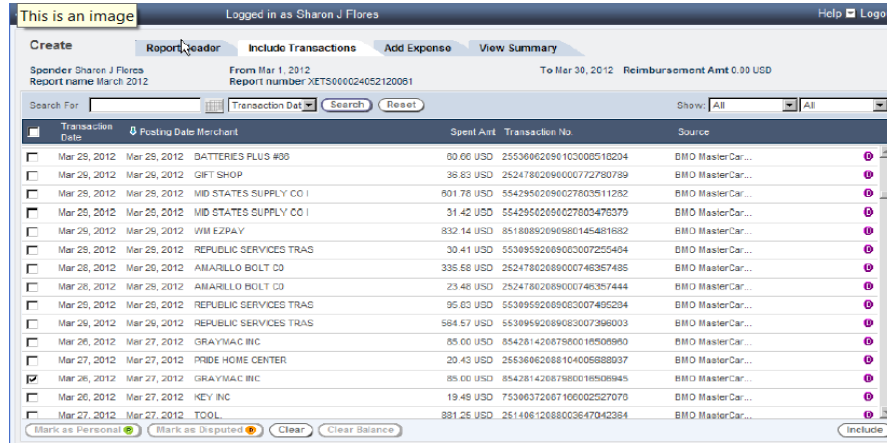 This is an image
Logged in as Sharon J Flores
Help Logo
Create
Report Header Include Transactions Add Expense View Summary
Spender Sharon J Flores From Mar 1, 2012 To Mar 30, 2012 Reimbursement Amt 0.00 USD
Report name March 2012 Report number XETS000024052120061
Search For Transaction Dat Search Reset Show: All All
Transaction Date Posting Date Merchant Spent Amt Transaction No. Source
Mar 29, 2012 Mar 29, 2012 BATTERIES PLUS #86 60.66 USD 25536062090103008518204 BMO MasterCar... D
Mar 29, 2012 Mar 29, 2012 GIFT SHOP 36.83 USD 25247802090000772780789 BMO MasterCar... D
Mar 29, 2012 Mar 29, 2012 MID STATES SUPPLY CO I 601.78 USD 55429502090027803511282 BMO MasterCar... D
Mar 29, 2012 Mar 29, 2012 MID STATES SUPPLY CO I 31.42 USD 55429502090027803476379 BMO MasterCar... D
Mar 29, 2012 Mar 29, 2012 WM EZPAY 832.14 USD 85180892090980145481682 BMO MasterCar... D
Mar 29, 2012 Mar 29, 2012 REPUBLIC SERVICES TRAS 30.41 USD 55309592089083007255464 BMO MasterCar... D
Mar 28, 2012 Mar 29, 2012 AMARILLO BOLT CO 335.58 USD 25247802089000746357485 BMO MasterCar... D
Mar 28, 2012 Mar 29, 2012 AMARILLO BOLT CO 23.48 USD 25247802089000746357444 BMO MasterCar... D
Mar 29, 2012 Mar 29, 2012 REPUBLIC SERVICES TRAS 95.83 USD 55309592089083007495284 BMO MasterCar... D
Mar 29, 2012 Mar 29, 2012 REPUBLIC SERVICES TRAS 564.57 USD 55309592089083007396003 BMO MasterCar... D
Mar 26, 2012 Mar 27, 2012 GRAYMAC INC 85.00 USD 85428142087980016506960 BMO MasterCar... D
Mar 27, 2012 Mar 27, 2012 PRIDE HOME CENTER 20.43 USD 25536062088104005688937 BMO MasterCar... D
Mar 26, 2012 Mar 27, 2012 GRAYMAC INC 85.00 USD 85428142087980016506945 BMO MasterCar... D
Mar 26, 2012 Mar 27, 2012 KEY INC 19.49 USD 75306372087166002527076 BMO MasterCar... D
Mar 27, 2012 Mar 27, 2012 TOOL, 881.25 USD 25140612088003647042364 BMO MasterCar... D
Mark as Personal P Mark as Disputed D Clear Clear Balance Include